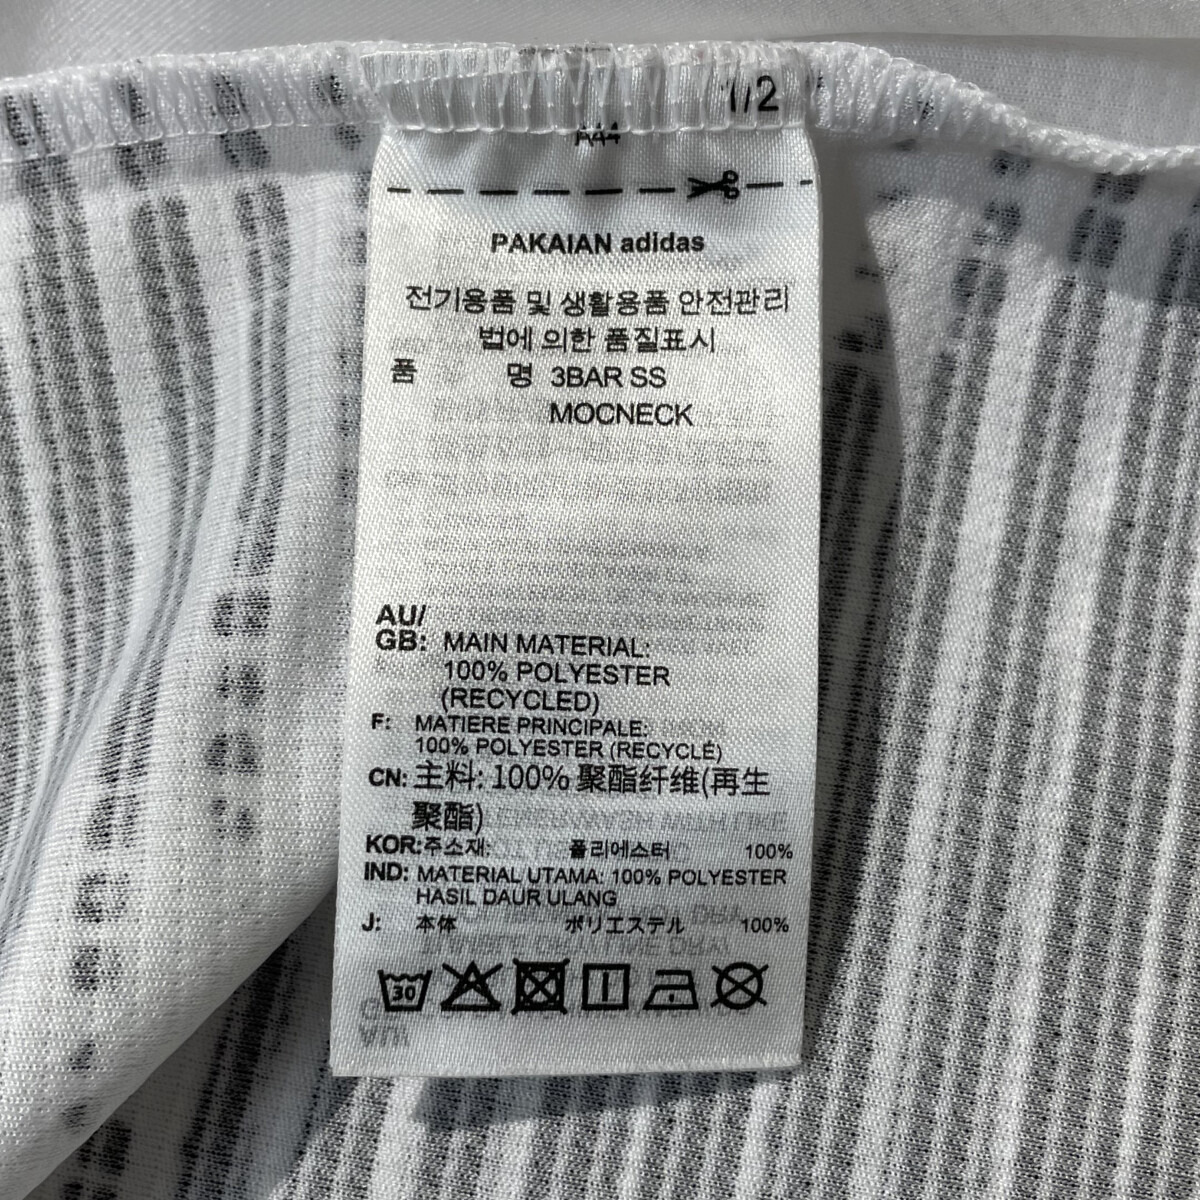 1/2
A44
PAKAIAN adidas
전기용품 및 생활용품 안전관리
법에 의한 품질표시
품 명 3BAR SS
MOCNECK
AU/
GB: MAIN MATERIAL:
100% POLYESTER
(RECYCLED)
F: MATIERE PRINCIPALE:
100% POLYESTER (RECYCLÉ)
CN: 主料: 100% 聚酯纤维(再生
聚酯)
KOR: 주소재: 폴리에스터 100%
IND: MATERIAL UTAMA: 100% POLYESTER
HASIL DAUR ULANG
J: 本体 ポリエステル 100%
30